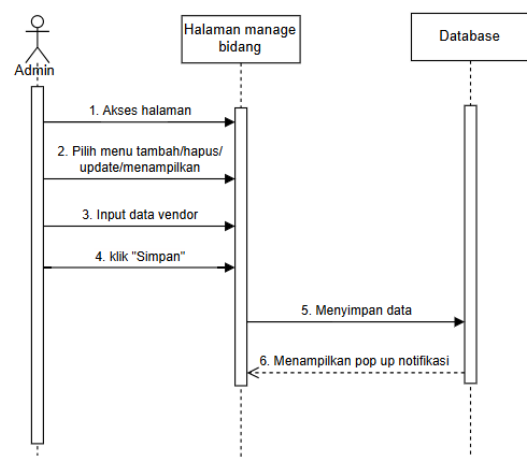 Admin
Halaman manage
bidang
Database
1. Akses halaman
2. Pilih menu tambah/hapus/
update/menampilkan
3. Input data vendor
4. klik "Simpan"
5. Menyimpan data
6. Menampilkan pop up notifikasi